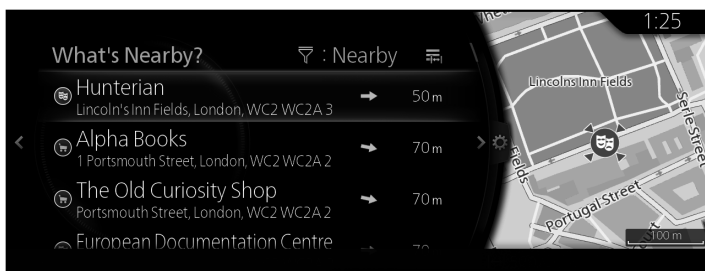 1:25
What's Nearby?
: Nearby
Hunterian
Lincoln's Inn Fields, London, WC2 WC2A 3
50 m
Alpha Books
1 Portsmouth Street, London, WC2 WC2A 2
70 m
The Old Curiosity Shop
Portsmouth Street, London, WC2 WC2A 2
70 m
European Documentation Centre
70
Lincolns Inn Fields
Serle Street
Fields
Portugal Street
100 m